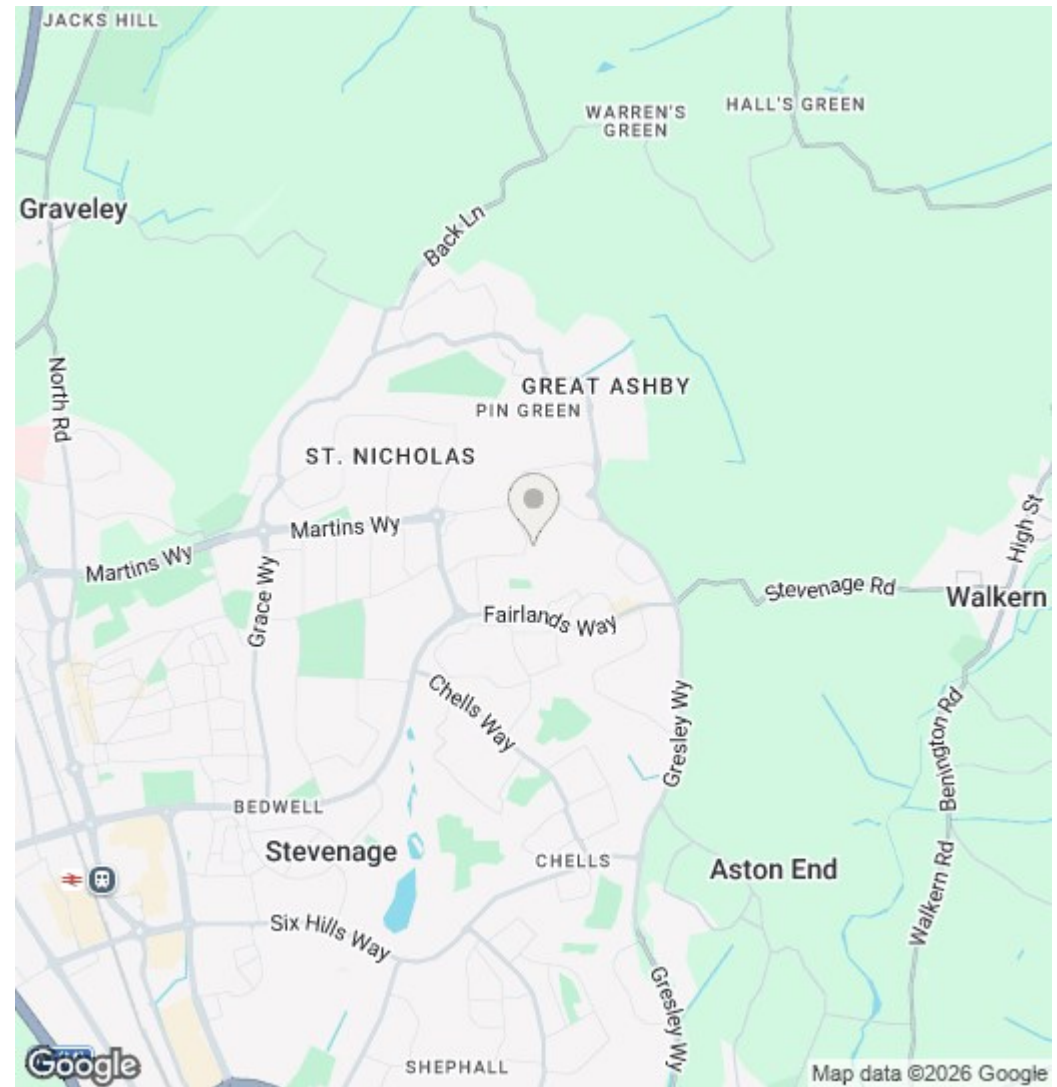 JACKS HILL
HALL'S GREEN
WARREN'S
GREEN
Graveley
Back Ln
North Rd
GREAT ASHBY
PIN GREEN
ST. NICHOLAS
Martins Wy
Martins Wy
High St
Grace Wy
Stevenage Rd
Walkern
Fairlands Way
Chells Way
Gresley Wy
Benington Rd
BEDWELL
Stevenage
CHELLS
Aston End
Walkern Rd
Six Hills Way
Gresley Wy
SHEPHALL
Google
Map data ©2026 Google